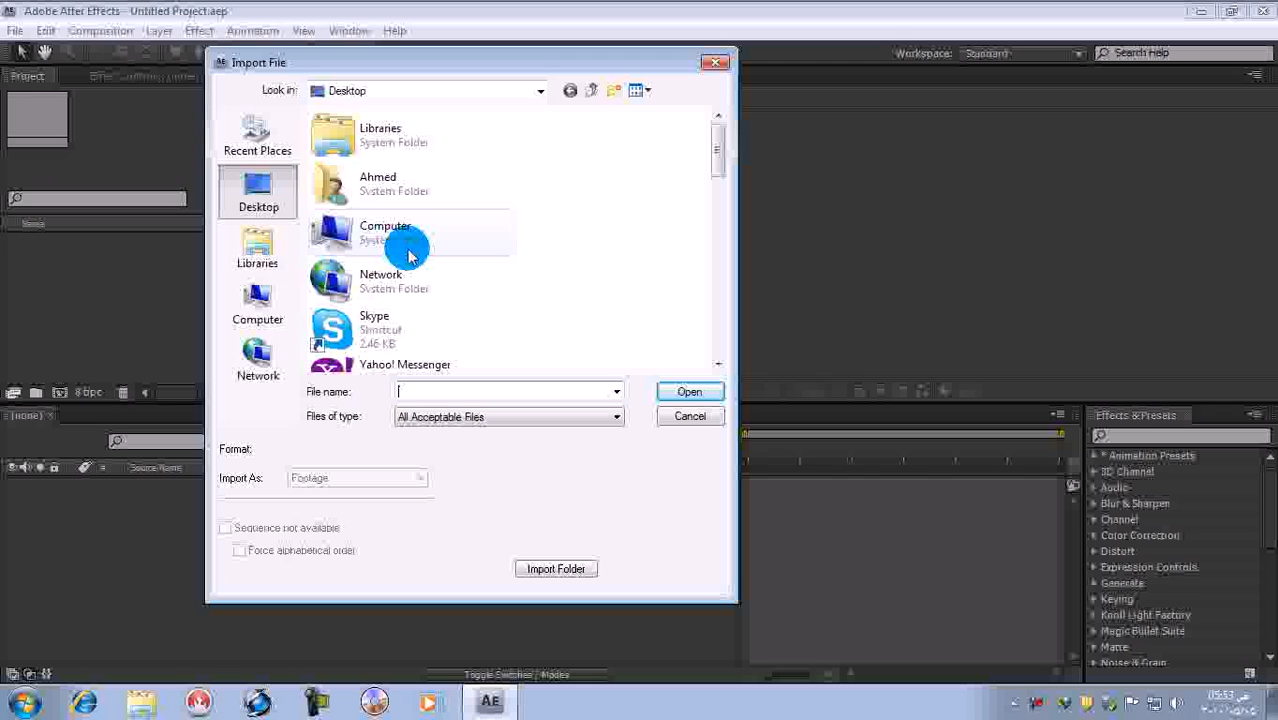 Adobe After Effects - Untitled Project.aep
File Edit Composition Layer Effect Animation View Window Help
Workspace: Standard
Search Help
Project
Import File
Look in: Desktop
Recent Places
Desktop
Libraries
Computer
Network
Libraries
System Folder
Ahmed
System Folder
Computer
Network
System Folder
Skype
Shortcut
2.46 KB
Yahoo! Messenger
File name:
Open
Files of type: All Acceptable Files
Cancel
Format:
Import As: Footage
Sequence not available
Force alphabetical order
Import Folder
Name
8 bpc
(none)
Source Name
Toggle Switches / Modes
Effects & Presets
* Animation Presets
3D Channel
Audio
Blur & Sharpen
Channel
Color Correction
Distort
Expression Controls
Generate
Keying
Knoll Light Factory
Magic Bullet Suite
Matte
Noise & Grain
AE
05:53